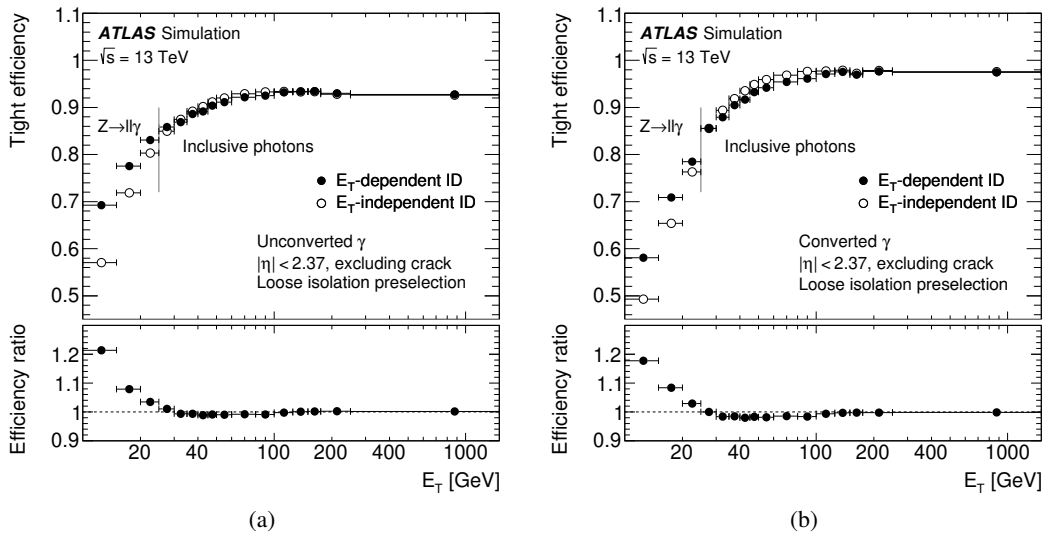 1.1
1
0.9
0.8
0.7
0.6
0.5
Tight efficiency
ATLAS Simulation
√s = 13 TeV
Z→llγ
Inclusive photons
E_T-dependent ID
E_T-independent ID
Unconverted γ
|η| < 2.37, excluding crack
Loose isolation preselection
Efficiency ratio
1.2
1.1
1
0.9
20 40 100 200 400 1000
E_T [GeV]
(a)
1.1
1
0.9
0.8
0.7
0.6
0.5
Tight efficiency
ATLAS Simulation
√s = 13 TeV
Z→llγ
Inclusive photons
E_T-dependent ID
E_T-independent ID
Converted γ
|η| < 2.37, excluding crack
Loose isolation preselection
Efficiency ratio
1.2
1.1
1
0.9
20 40 100 200 400 1000
E_T [GeV]
(b)